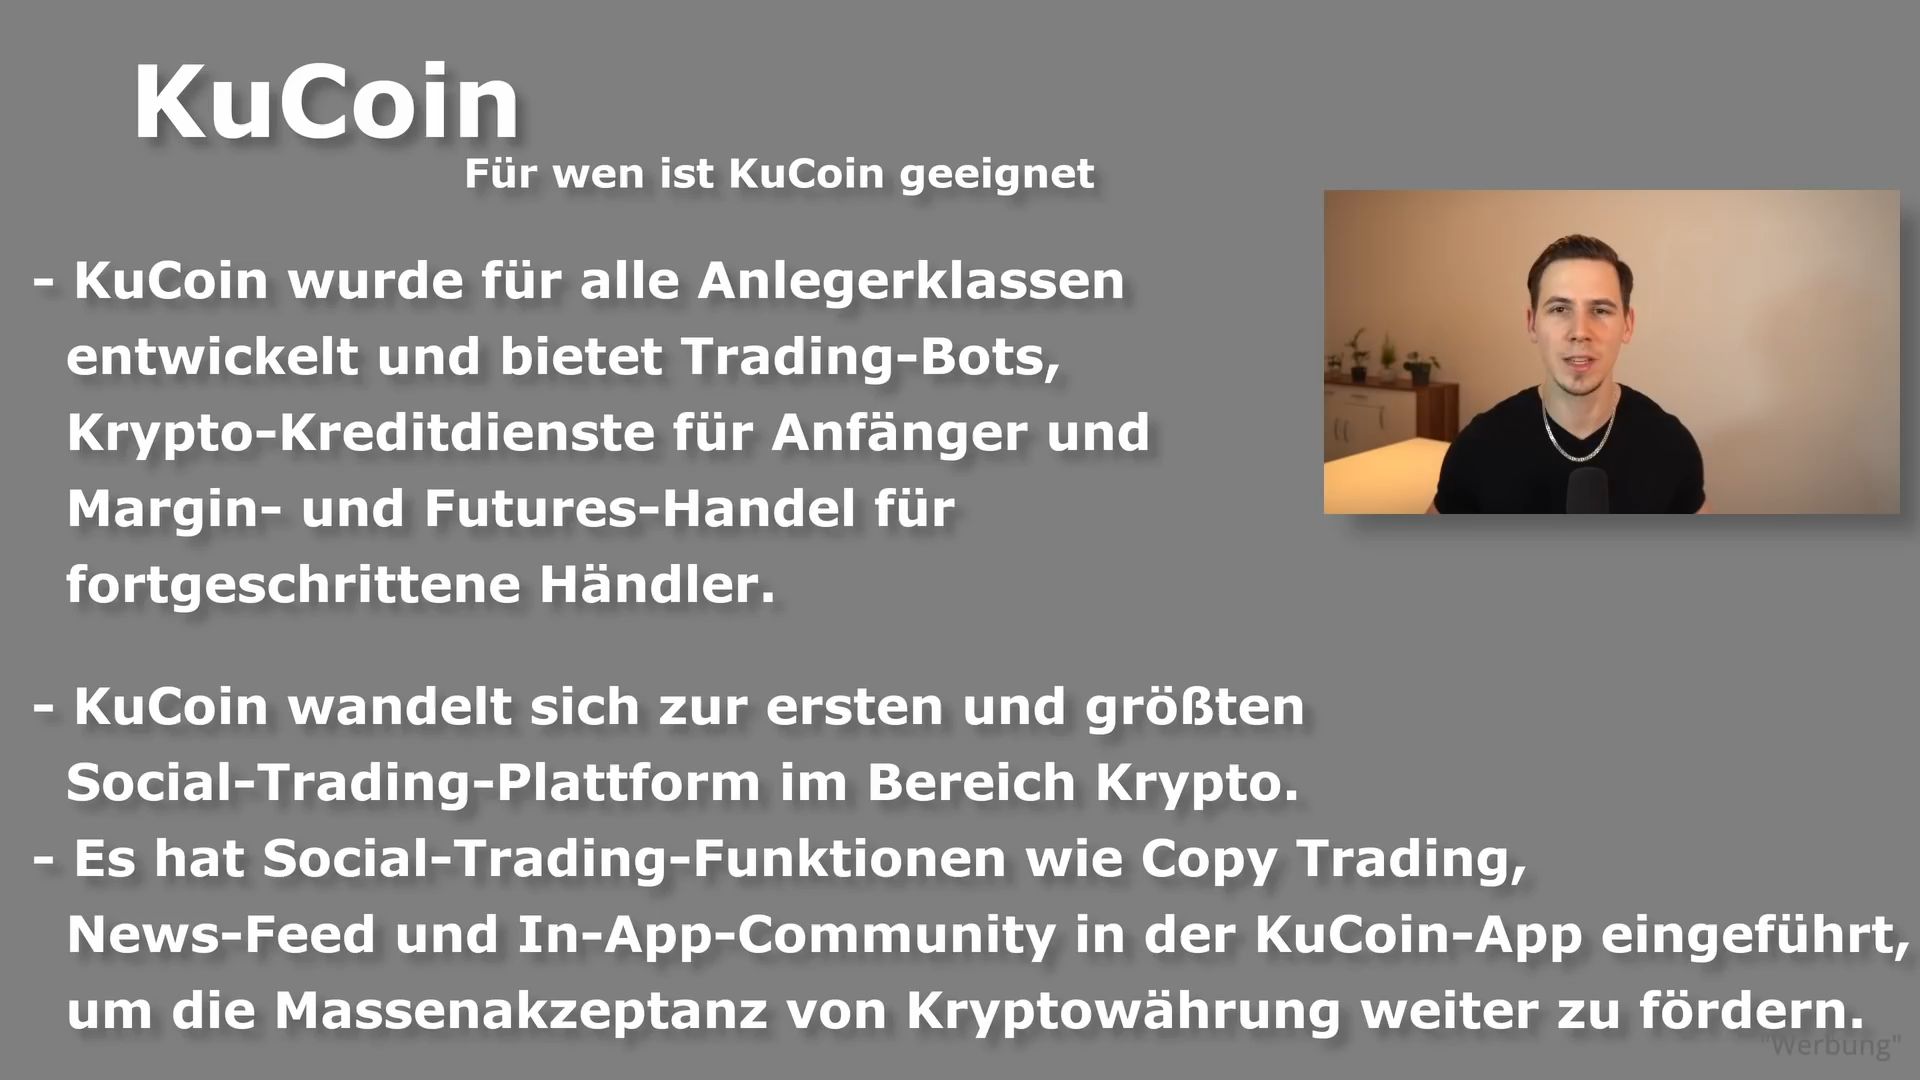 KuCoin
Für wen ist KuCoin geeignet
- KuCoin wurde für alle Anlegerklassen
entwickelt und bietet Trading-Bots,
Krypto-Kreditdienste für Anfänger und
Margin- und Futures-Handel für
fortgeschrittene Händler.
- KuCoin wandelt sich zur ersten und größten
Social-Trading-Plattform im Bereich Krypto.
- Es hat Social-Trading-Funktionen wie Copy Trading,
News-Feed und In-App-Community in der KuCoin-App eingeführt,
um die Massenakzeptanz von Kryptowährung weiter zu fördern.
"Werbung"